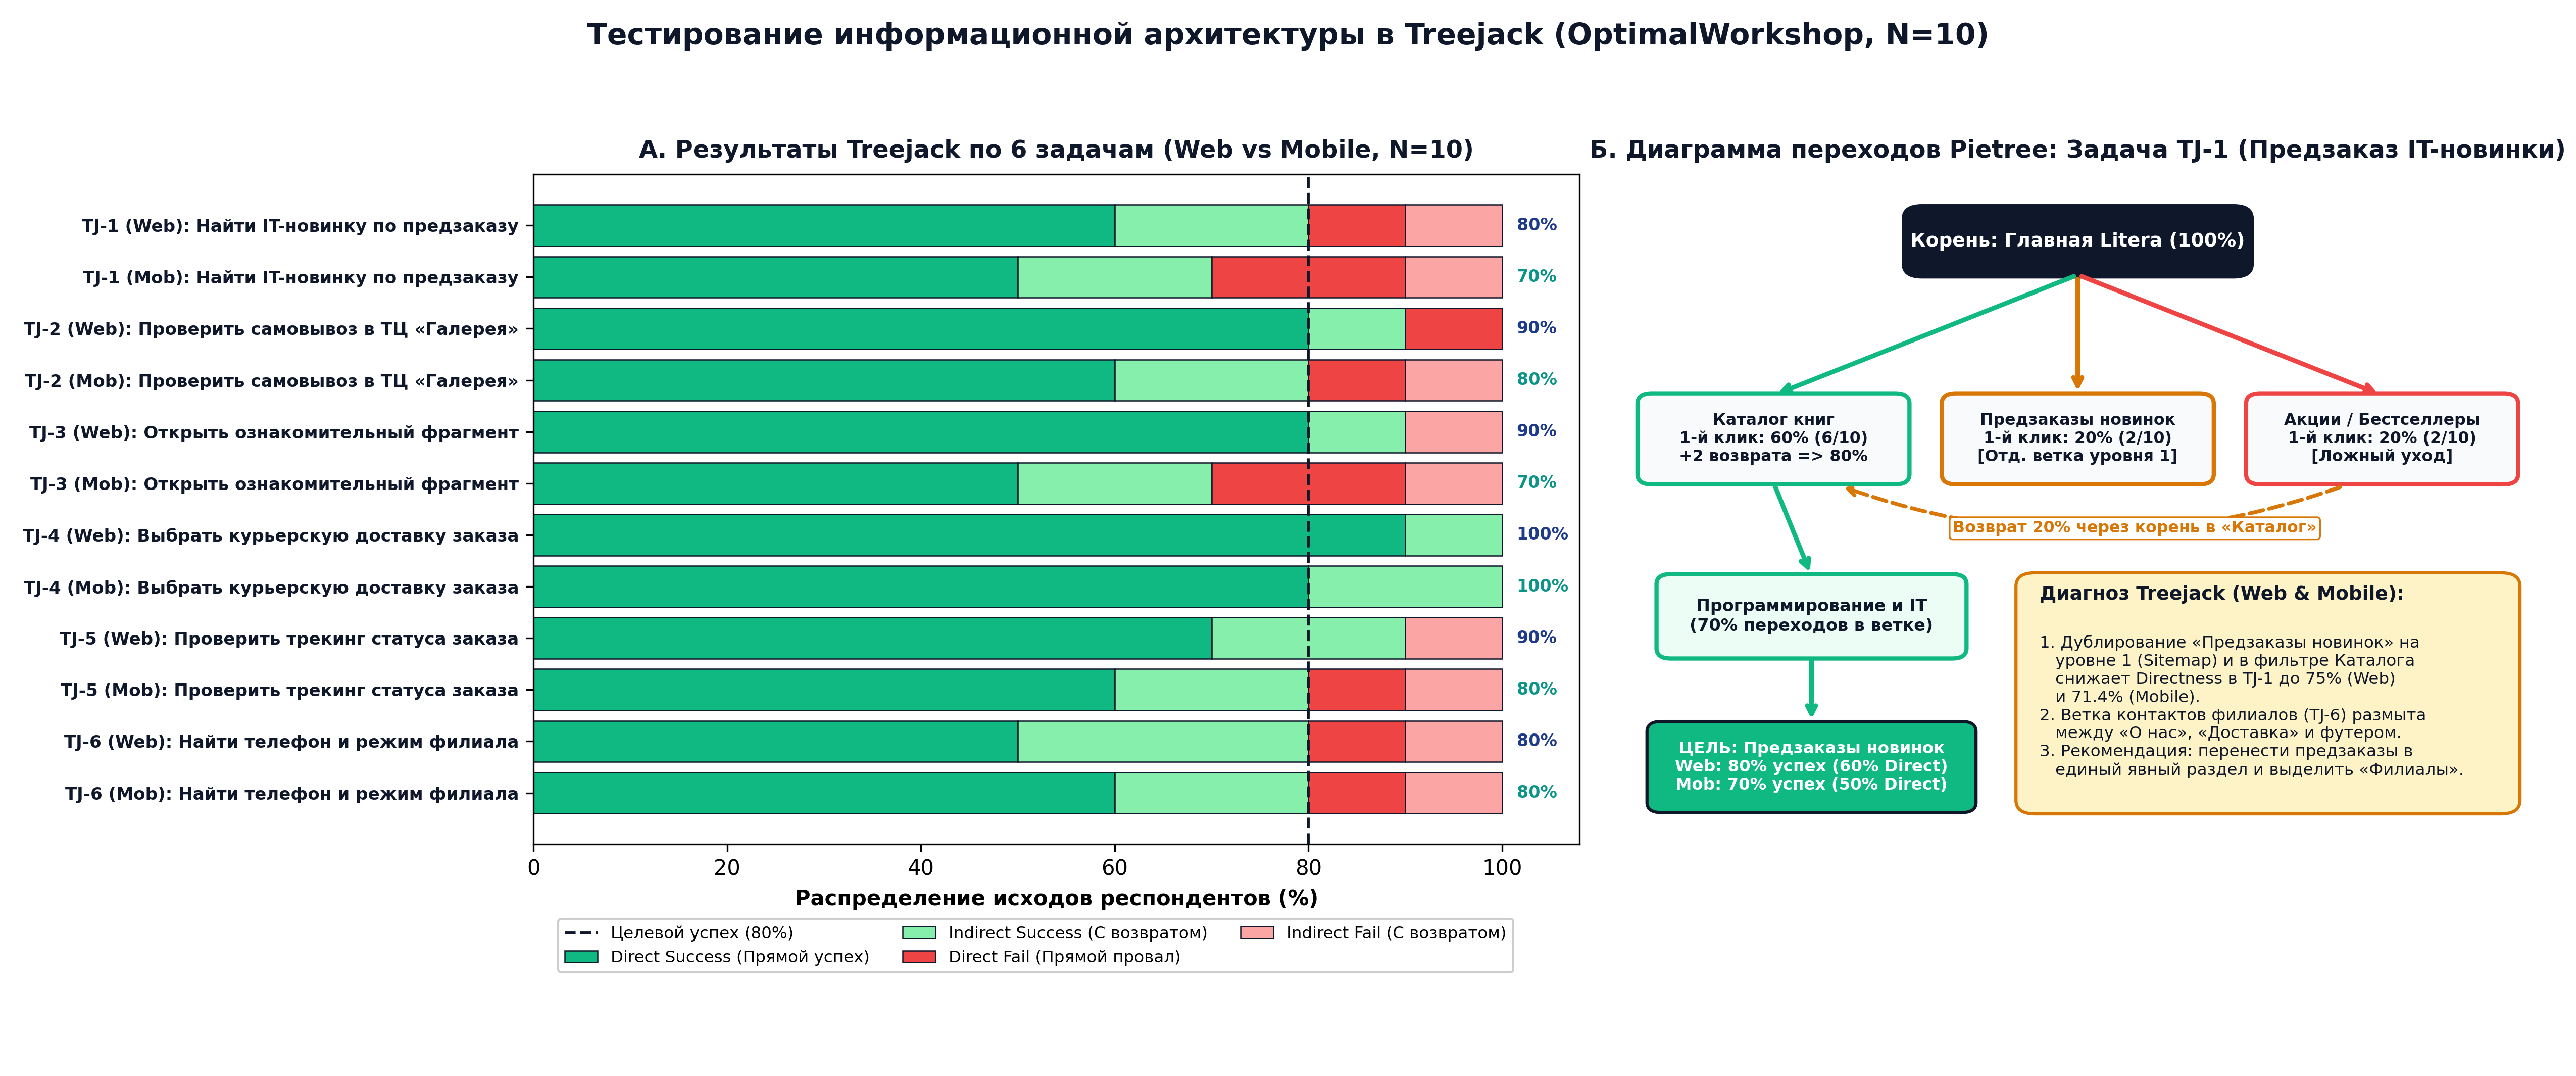 Тестирование информационной архитектуры в Treejack (OptimalWorkshop, N=10)
А. Результаты Treejack по 6 задачам (Web vs Mobile, N=10)
TJ-1 (Web): Найти IT-новинку по предзаказу
80%
TJ-1 (Mob): Найти IT-новинку по предзаказу
70%
TJ-2 (Web): Проверить самовывоз в ТЦ «Галерея»
90%
TJ-2 (Mob): Проверить самовывоз в ТЦ «Галерея»
80%
TJ-3 (Web): Открыть ознакомительный фрагмент
90%
TJ-3 (Mob): Открыть ознакомительный фрагмент
70%
TJ-4 (Web): Выбрать курьерскую доставку заказа
100%
TJ-4 (Mob): Выбрать курьерскую доставку заказа
100%
TJ-5 (Web): Проверить трекинг статуса заказа
90%
TJ-5 (Mob): Проверить трекинг статуса заказа
80%
TJ-6 (Web): Найти телефон и режим филиала
80%
TJ-6 (Mob): Найти телефон и режим филиала
80%
0 20 40 60 80 100
Распределение исходов респондентов (%)
Целевой успех (80%)
Direct Success (Прямой успех)
Indirect Success (С возвратом)
Direct Fail (Прямой провал)
Indirect Fail (С возвратом)
Б. Диаграмма переходов Pietree: Задача TJ-1 (Предзаказ IT-новинки)
Корень: Главная Litera (100%)
Каталог книг
1-й клик: 60% (6/10)
+2 возврата => 80%
Предзаказы новинок
1-й клик: 20% (2/10)
[Отд. ветка уровня 1]
Акции / Бестселлеры
1-й клик: 20% (2/10)
[Ложный уход]
Возврат 20% через корень в «Каталог»
Программирование и IT
(70% переходов в ветке)
ЦЕЛЬ: Предзаказы новинок
Web: 80% успех (60% Direct)
Mob: 70% успех (50% Direct)
Диагноз Treejack (Web & Mobile):
1. Дублирование «Предзаказы новинок» на
уровне 1 (Sitemap) и в фильтре Каталога
снижает Directness в TJ-1 до 75% (Web)
и 71.4% (Mobile).
2. Ветка контактов филиалов (TJ-6) размыта
между «О нас», «Доставка» и футером.
3. Рекомендация: перенести предзаказы в
единый явный раздел и выделить «Филиалы».